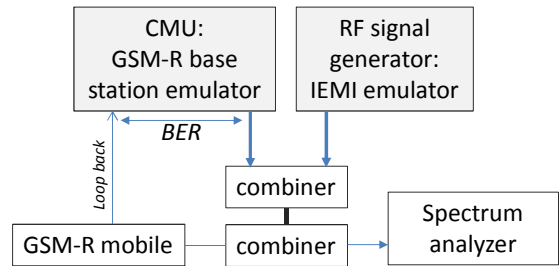 CMU:
GSM-R base
station emulator
RF signal
generator:
IEMI emulator
BER
Loop back
combiner
GSM-R mobile
combiner
Spectrum
analyzer